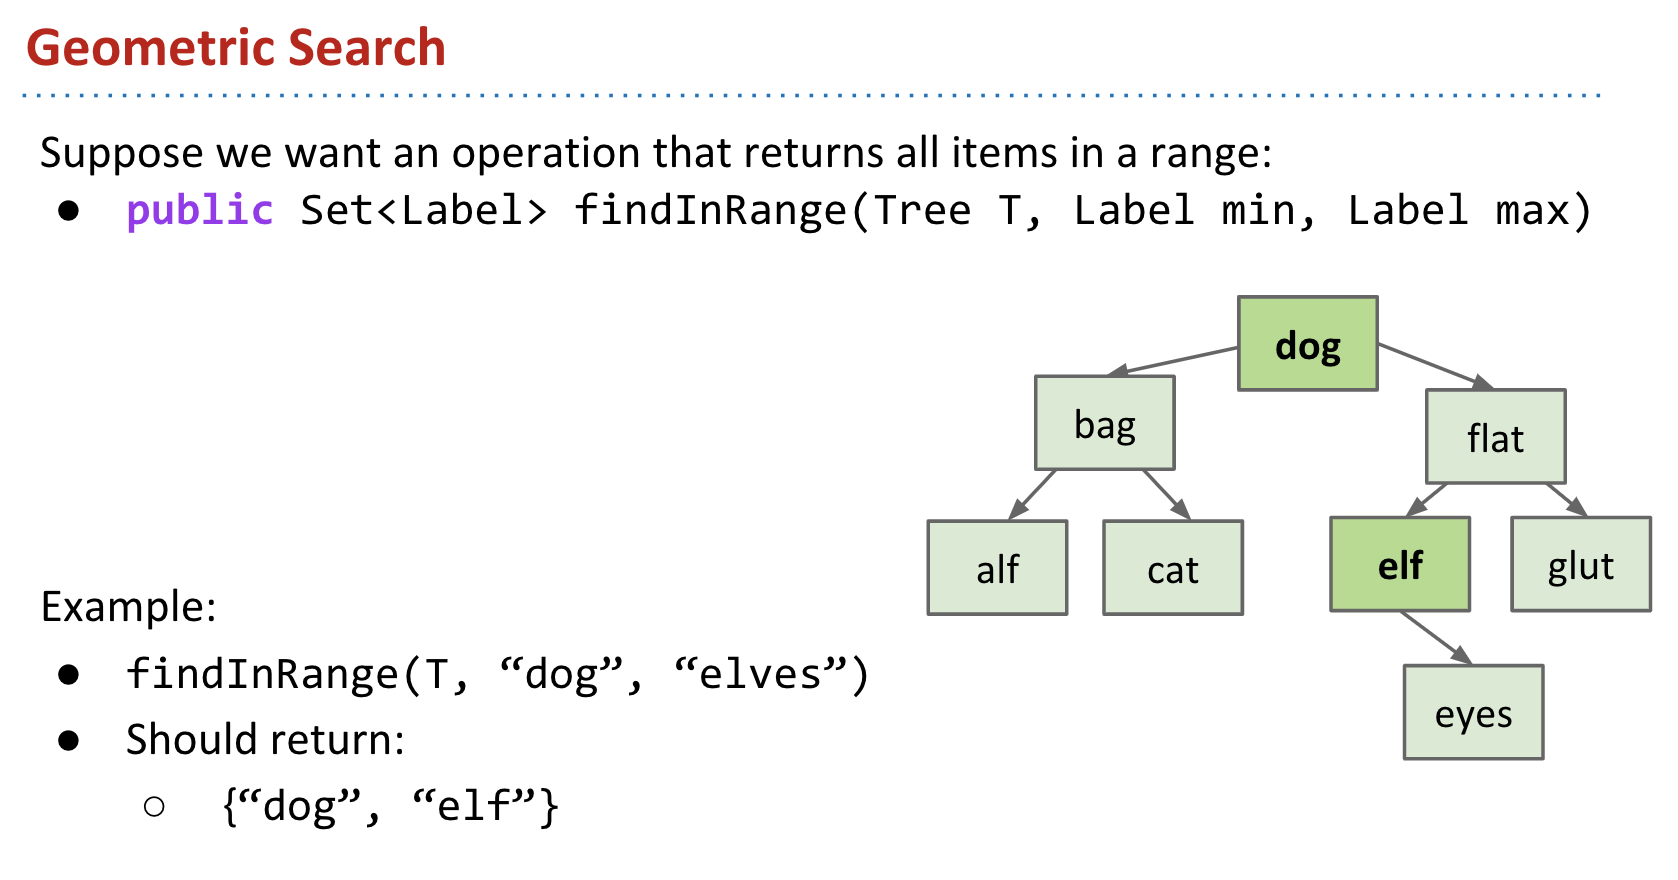 Geometric Search
Suppose we want an operation that returns all items in a range:
● public Set<Label> findInRange(Tree T, Label min, Label max)
dog
bag
flat
alf
cat
elf
glut
eyes
Example:
● findInRange(T, “dog”, “elves”)
● Should return:
○ {“dog”, “elf”}